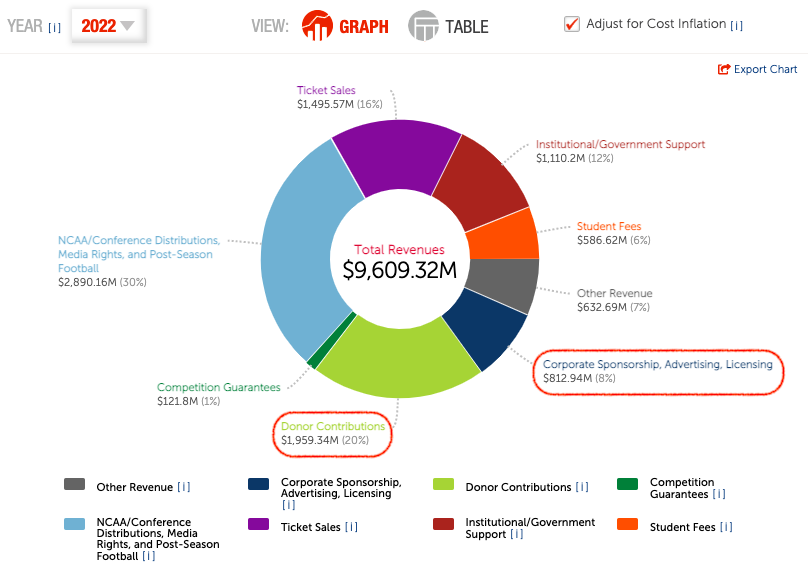 YEAR [i] 2022
VIEW: GRAPH TABLE
Adjust for Cost Inflation [i]
Export Chart
Ticket Sales
$1,495.57M (16%)
Institutional/Government Support
$1,110.2M (12%)
Student Fees
$586.62M (6%)
NCAA/Conference Distributions,
Media Rights, and Post-Season
Football
$2,890.16M (30%)
Total Revenues
$9,609.32M
Other Revenue
$632.69M (7%)
Corporate Sponsorship, Advertising, Licensing
$812.94M (8%)
Competition Guarantees
$121.8M (1%)
Donor Contributions
$1,959.34M (20%)
Other Revenue [i]
Corporate Sponsorship,
Advertising, Licensing
[i]
Donor Contributions [i]
Competition
Guarantees [i]
NCAA/Conference
Distributions, Media
Rights, and Post-Season
Football [i]
Ticket Sales [i]
Institutional/Government
Support [i]
Student Fees [i]